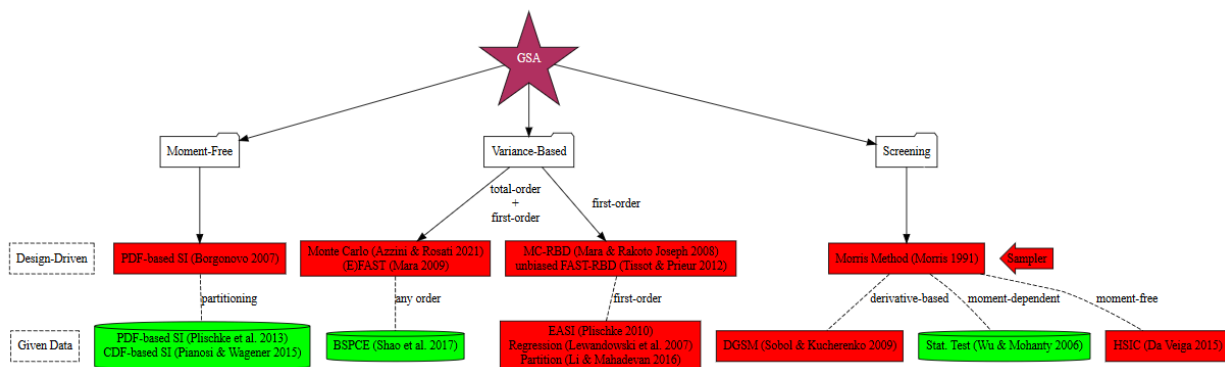 GSA
Moment-Free
Variance-Based
Screening
total-order
+
first-order
first-order
Design-Driven
PDF-based SI (Borgonovo 2007)
Monte Carlo (Azzini & Rosati 2021)
(E)FAST (Mara 2009)
MC-RBD (Mara & Rakoto Joseph 2008)
unbiased FAST-RBD (Tissot & Prieur 2012)
Morris Method (Morris 1991)
Sampler
partitioning
any order
first-order
derivative-based
moment-dependent
moment-free
Given Data
PDF-based SI (Plischke et al. 2013)
CDF-based SI (Pianosi & Wagener 2015)
BSPCE (Shao et al. 2017)
EASI (Plischke 2010)
Regression (Lewandowski et al. 2007)
Partition (Li & Mahadevan 2016)
DGSM (Sobol & Kucherenko 2009)
Stat. Test (Wu & Mohanty 2006)
HSIC (Da Veiga 2015)